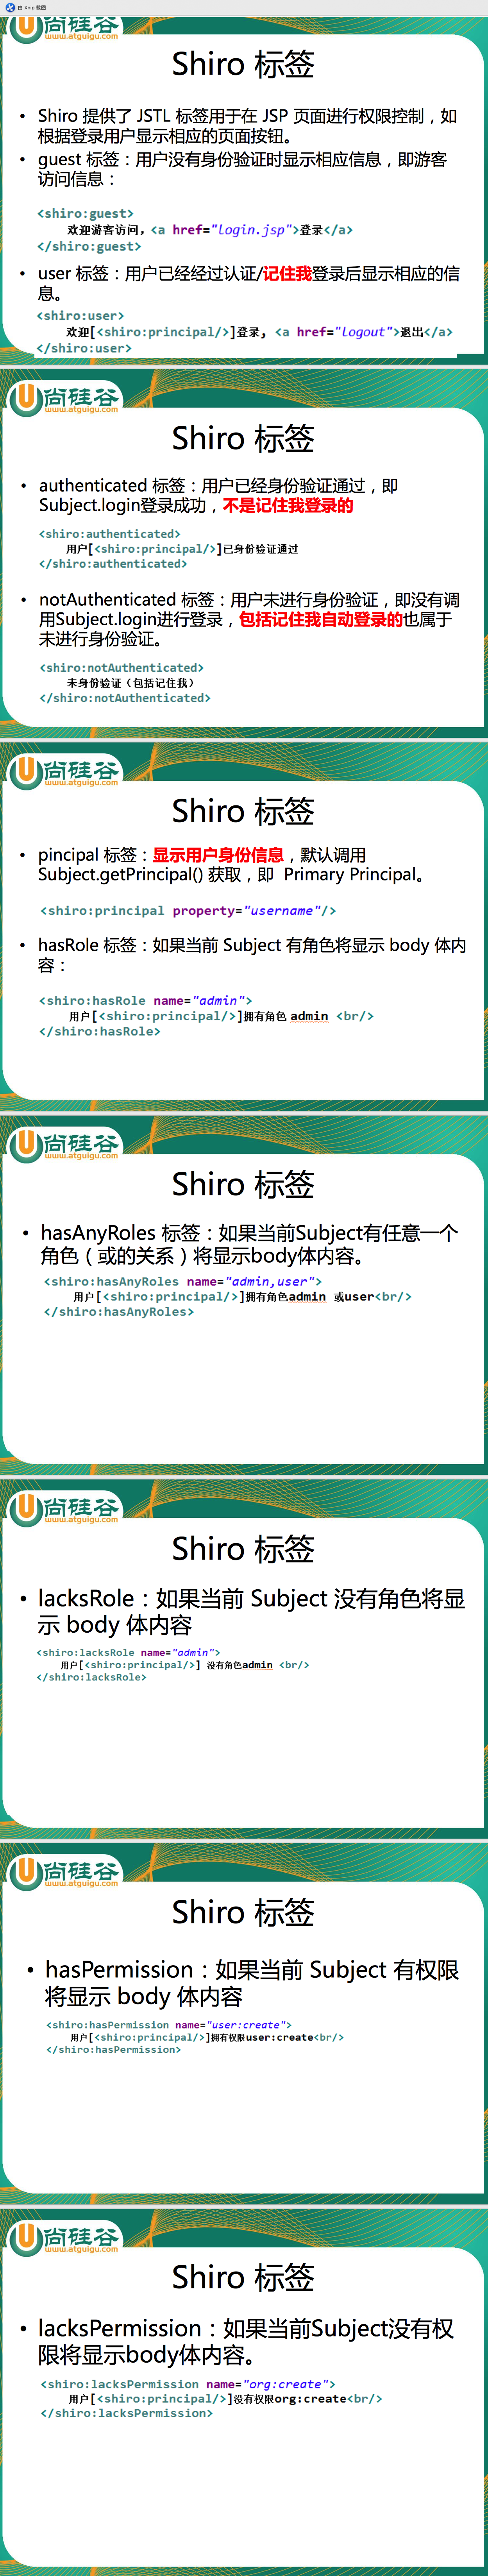 由 Xnip 截图
www.atguigu.com
Shiro 标签
• Shiro 提供了 JSTL 标签用于在 JSP 页面进行权限控制，如
根据登录用户显示相应的页面按钮。
• guest 标签：用户没有身份验证时显示相应信息，即游客
访问信息：
<shiro:guest>
欢迎游客访问，<a href="login.jsp">登录</a>
</shiro:guest>
• user 标签：用户已经经过认证/记住我登录后显示相应的信
息。
<shiro:user>
欢迎[<shiro:principal/>]登录, <a href="logout">退出</a>
</shiro:user>
尚硅谷
www.atguigu.com
Shiro 标签
• authenticated 标签：用户已经身份验证通过，即
Subject.login登录成功，不是记住我登录的
<shiro:authenticated>
用户[<shiro:principal/>]已身份验证通过
</shiro:authenticated>
• notAuthenticated 标签：用户未进行身份验证，即没有调
用Subject.login进行登录，包括记住我自动登录的也属于
未进行身份验证。
<shiro:notAuthenticated>
未身份验证（包括记住我）
</shiro:notAuthenticated>
尚硅谷
www.atguigu.com
Shiro 标签
• pincipal 标签：显示用户身份信息，默认调用
Subject.getPrincipal() 获取，即 Primary Principal。
<shiro:principal property="username"/>
• hasRole 标签：如果当前 Subject 有角色将显示 body 体内
容：
<shiro:hasRole name="admin">
用户[<shiro:principal/>]拥有角色 admin <br/>
</shiro:hasRole>
尚硅谷
www.atguigu.com
Shiro 标签
• hasAnyRoles 标签：如果当前Subject有任意一个
角色（或的关系）将显示body体内容。
<shiro:hasAnyRoles name="admin,user">
用户[<shiro:principal/>]拥有角色admin 或user<br/>
</shiro:hasAnyRoles>
尚硅谷
www.atguigu.com
Shiro 标签
• lacksRole：如果当前 Subject 没有角色将显
示 body 体内容
<shiro:lacksRole name="admin">
用户[<shiro:principal/>] 没有角色admin <br/>
</shiro:lacksRole>
尚硅谷
www.atguigu.com
Shiro 标签
• hasPermission：如果当前 Subject 有权限
将显示 body 体内容
<shiro:hasPermission name="user:create">
用户[<shiro:principal/>]拥有权限user:create<br/>
</shiro:hasPermission>
尚硅谷
www.atguigu.com
Shiro 标签
• lacksPermission：如果当前Subject没有权
限将显示body体内容。
<shiro:lacksPermission name="org:create">
用户[<shiro:principal/>]没有权限org:create<br/>
</shiro:lacksPermission>